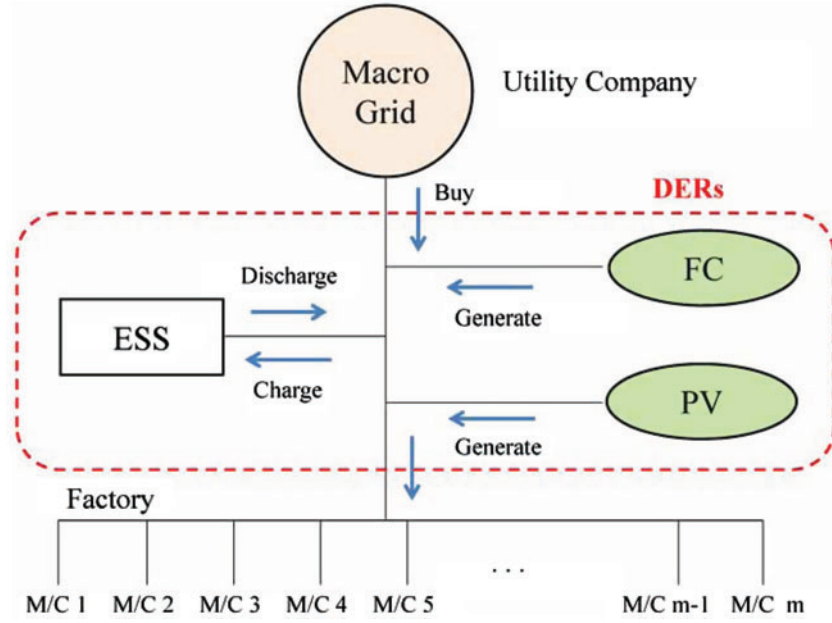 Macro
Grid
Utility Company
Buy
DERs
Discharge
FC
ESS
Generate
Charge
PV
Generate
Factory
M/C 1 M/C 2 M/C 3 M/C 4 M/C 5 ... M/C m-1 M/C m